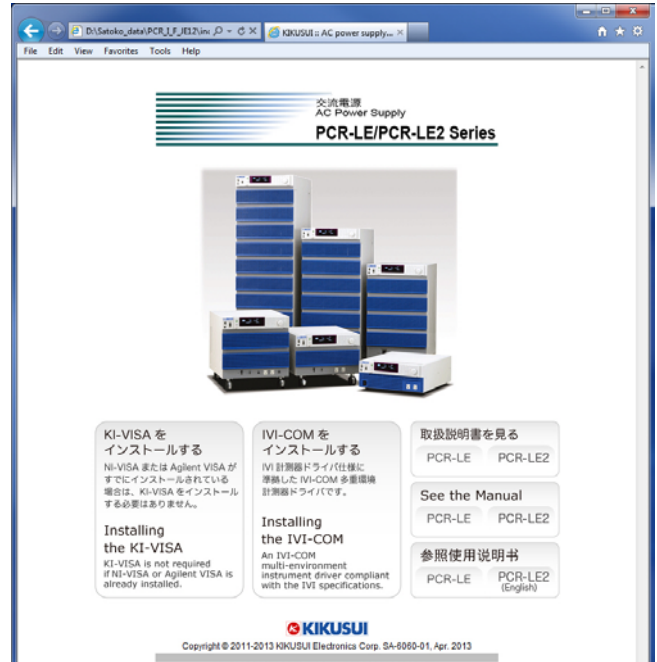 D:\Satoko_data\PCR_I_F_JE12\inc
KIKUSUI :: AC power supply...
File Edit View Favorites Tools Help
交流電源
AC Power Supply
PCR-LE/PCR-LE2 Series
KI-VISA を
インストールする
NI-VISA または Agilent VISA が
すでにインストールされている
場合は、KI-VISA をインストール
する必要はありません。
Installing
the KI-VISA
KI-VISA is not required
if NI-VISA or Agilent VISA is
already installed.
IVI-COM を
インストールする
IVI 計測器ドライバ仕様に
準拠した IVI-COM 多重環境
計測器ドライバです。
Installing
the IVI-COM
An IVI-COM
multi-environment
instrument driver compliant
with the IVI specifications.
取扱説明書を見る
PCR-LE PCR-LE2
See the Manual
PCR-LE PCR-LE2
参照使用说明书
PCR-LE PCR-LE2
(English)
KIKUSUI
Copyright © 2011-2013 KIKUSUI Electronics Corp. SA-6060-01, Apr. 2013